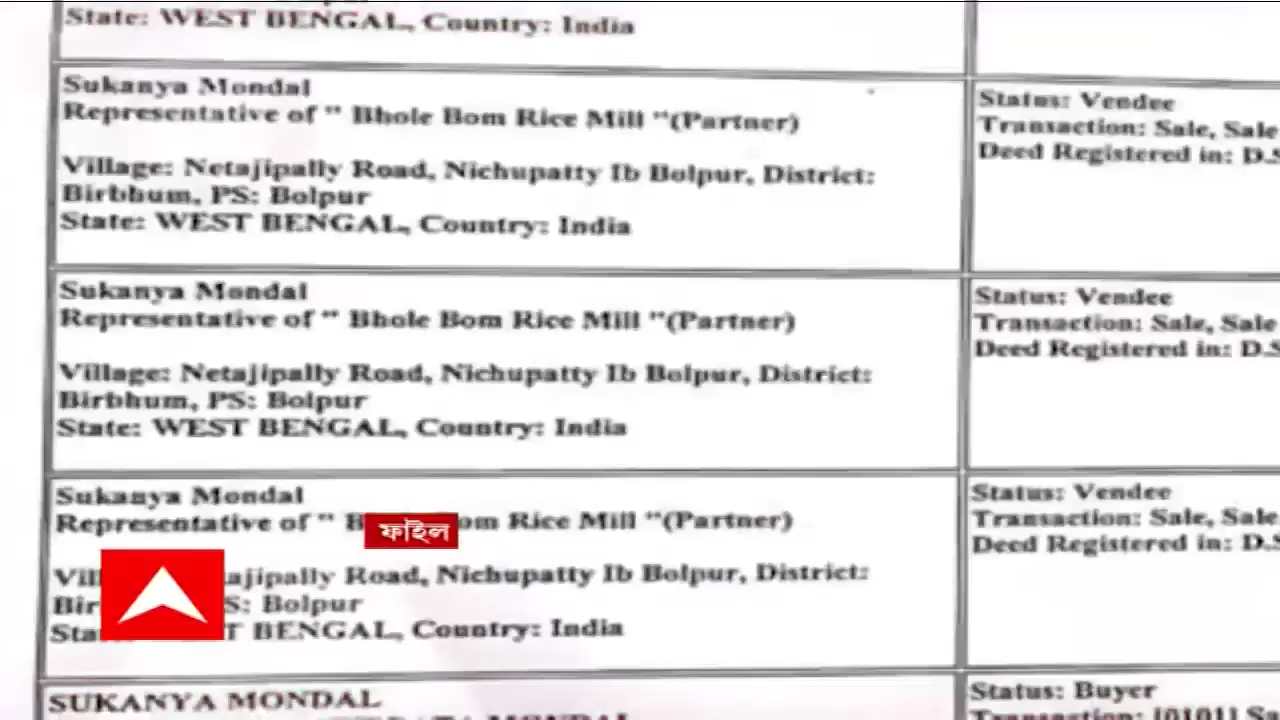 State: WEST BENGAL, Country: India
Sukanya Mondal
Representative of " Bhole Bom Rice Mill "(Partner)
Village: Netajipally Road, Nichupatty Ib Bolpur, District:
Birbhum, PS: Bolpur
State: WEST BENGAL, Country: India
Status: Vendee
Transaction: Sale, Sale
Deed Registered in: D.S
Sukanya Mondal
Representative of " Bhole Bom Rice Mill "(Partner)
Village: Netajipally Road, Nichupatty Ib Bolpur, District:
Birbhum, PS: Bolpur
State: WEST BENGAL, Country: India
Status: Vendee
Transaction: Sale, Sale
Deed Registered in: D.S
Sukanya Mondal
Representative of " B om Rice Mill "(Partner)
ফাইল
Vill ajipally Road, Nichupatty Ib Bolpur, District:
Bir S: Bolpur
Sta T BENGAL, Country: India
Status: Vendee
Transaction: Sale, Sale
Deed Registered in: D.S
SUKANYA MONDAL
Status: Buyer
Transaction: [0101]